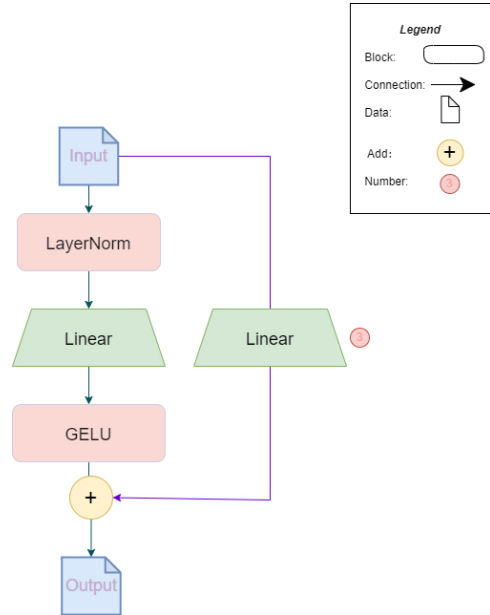 Legend
Block:
Connection:
Data:
Add:
+
Number:
3
Input
LayerNorm
Linear
Linear
3
GELU
+
Output